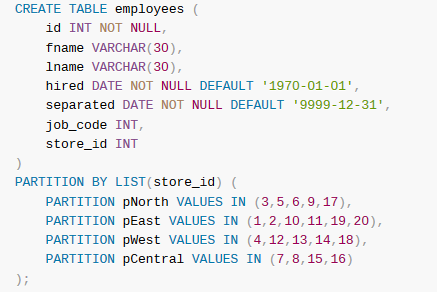 CREATE TABLE employees (
    id INT NOT NULL,
    fname VARCHAR(30),
    lname VARCHAR(30),
    hired DATE NOT NULL DEFAULT '1970-01-01',
    separated DATE NOT NULL DEFAULT '9999-12-31',
    job_code INT,
    store_id INT
)
PARTITION BY LIST(store_id) (
    PARTITION pNorth VALUES IN (3,5,6,9,17),
    PARTITION pEast VALUES IN (1,2,10,11,19,20),
    PARTITION pWest VALUES IN (4,12,13,14,18),
    PARTITION pCentral VALUES IN (7,8,15,16)
);